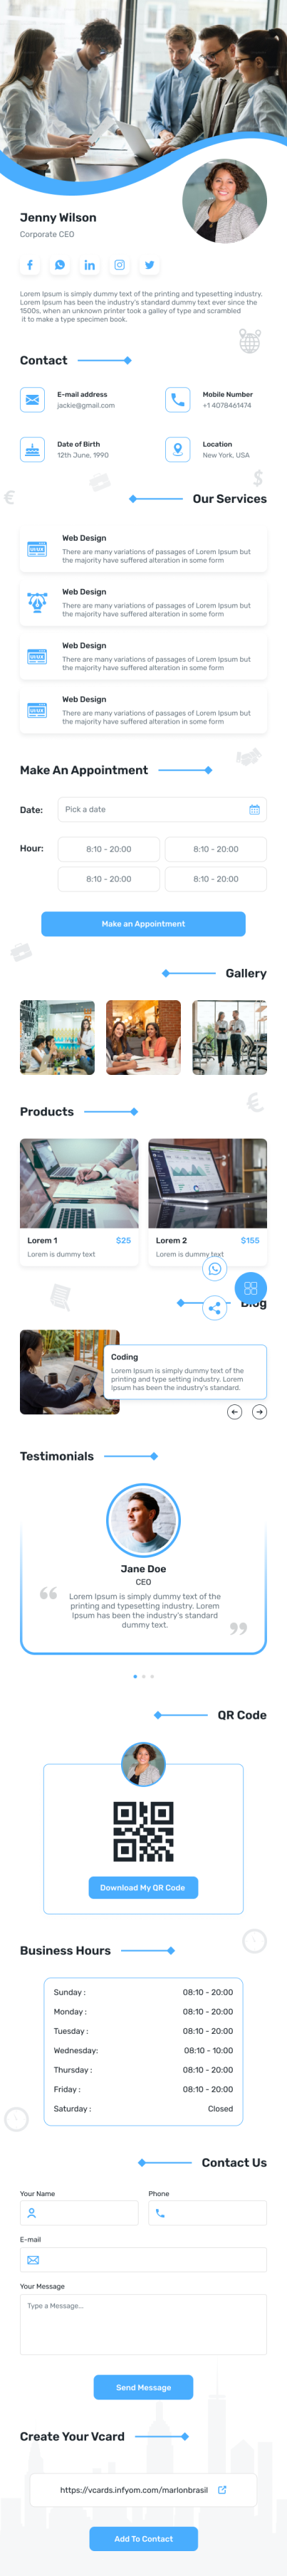 Jenny Wilson
Corporate CEO
Lorem Ipsum is simply dummy text of the printing and typesetting industry.
Lorem Ipsum has been the industry's standard dummy text ever since the
1500s, when an unknown printer took a galley of type and scrambled
it to make a type specimen book.
Contact
E-mail address
jackie@gmail.com
Mobile Number
+1 4078461474
Date of Birth
12th June, 1990
Location
New York, USA
Our Services
Web Design
There are many variations of passages of Lorem Ipsum but
the majority have suffered alteration in some form
Web Design
There are many variations of passages of Lorem Ipsum but
the majority have suffered alteration in some form
Web Design
There are many variations of passages of Lorem Ipsum but
the majority have suffered alteration in some form
Web Design
There are many variations of passages of Lorem Ipsum but
the majority have suffered alteration in some form
Make An Appointment
Date:
Pick a date
Hour:
8:10 - 20:00
8:10 - 20:00
8:10 - 20:00
8:10 - 20:00
Make an Appointment
Gallery
Products
Lorem 1
$25
Lorem is dummy text
Lorem 2
$155
Lorem is dummy text
Blog
Coding
Lorem Ipsum is simply dummy text of the
printing and type setting industry. Lorem
Ipsum has been the industry's standard.
Testimonials
Jane Doe
CEO
Lorem Ipsum is simply dummy text of the
printing and typesetting industry. Lorem
Ipsum has been the industry's standard
dummy text.
QR Code
Download My QR Code
Business Hours
Sunday :
08:10 - 20:00
Monday :
08:10 - 20:00
Tuesday :
08:10 - 20:00
Wednesday:
08:10 - 10:00
Thursday :
08:10 - 20:00
Friday :
08:10 - 20:00
Saturday :
Closed
Contact Us
Your Name
Phone
E-mail
Your Message
Type a Message...
Send Message
Create Your Vcard
https://vcards.infyom.com/marlonbrasil
Add To Contact